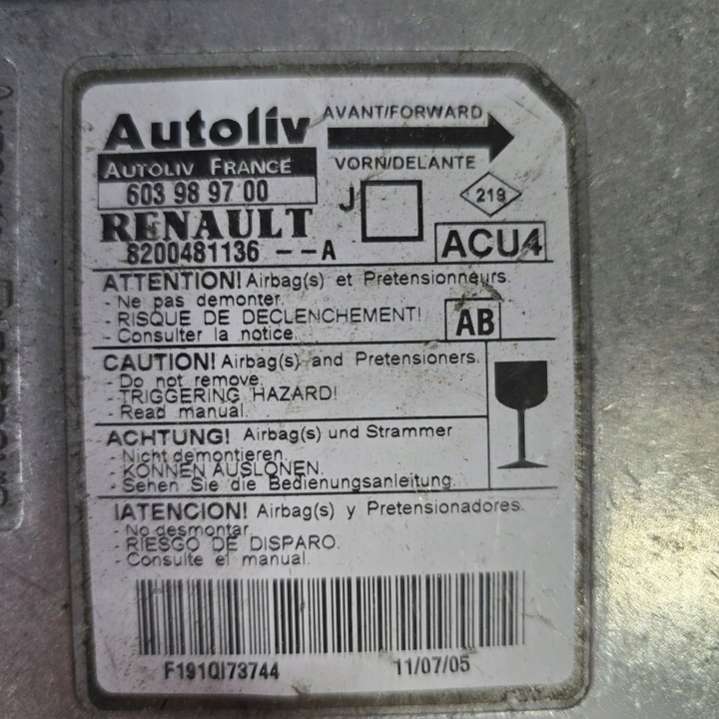 Autoliv
AVANT/FORWARD
AUTOLIV FRANCE
VORN/DELANTE
603 98 97 00
J
219
RENAULT
8200481136 --A
ACU4
ATTENTION! Airbag(s) et Pretensionneurs.
- Ne pas demonter.
- RISQUE DE DECLENCHEMENT!
- Consulter la notice.
AB
CAUTION! Airbag(s) and Pretensioners.
- Do not remove.
- TRIGGERING HAZARD!
- Read manual.
ACHTUNG! Airbag(s) und Strammer
- Nicht demontieren.
- KONNEN AUSLONEN.
- Sehen Sie die Bedienungsanleitung.
IATENCION! Airbag(s) y Pretensionadores.
- No desmontar.
- RIESGO DE DISPARO.
- Consulte el manual.
F191QI73744
11/07/05